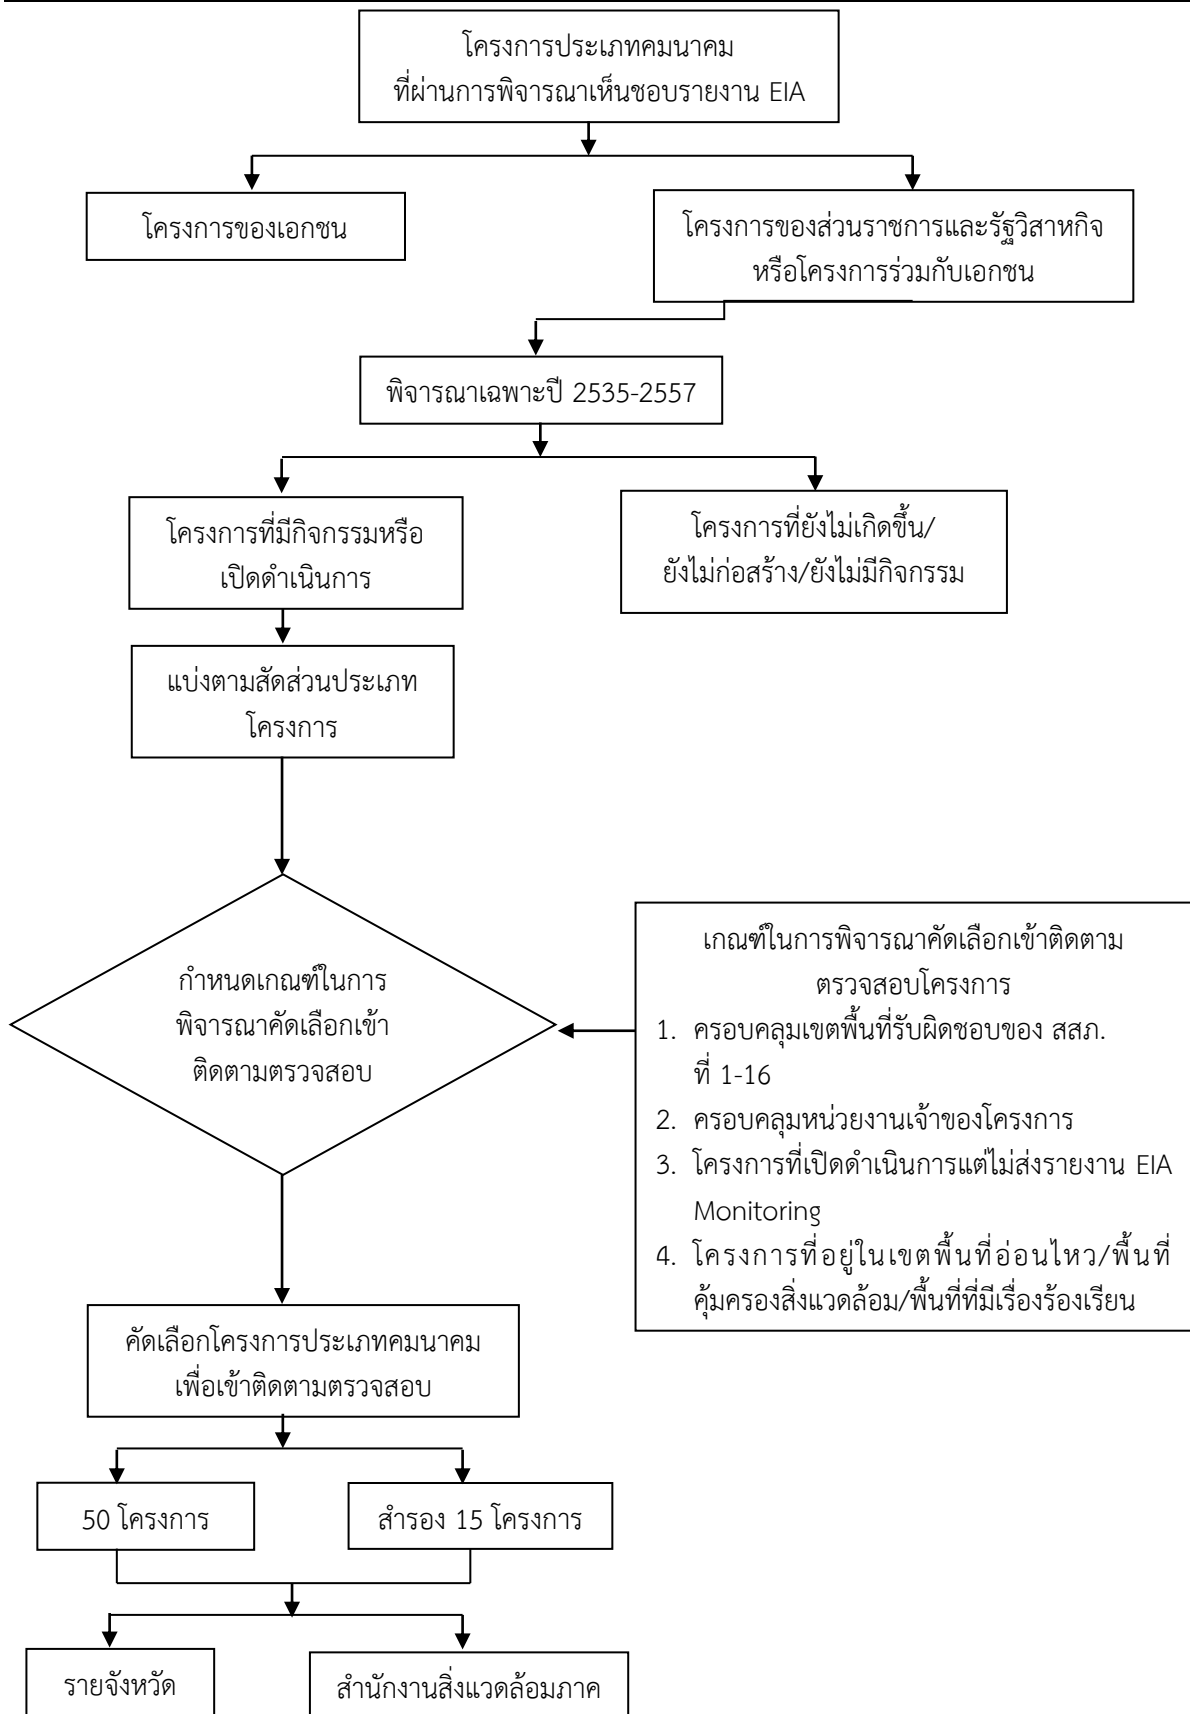 โครงการประเภทคมนาคม
ที่ผ่านการพิจารณาเห็นชอบรายงาน EIA
โครงการของเอกชน
โครงการของส่วนราชการและรัฐวิสาหกิจ
หรือโครงการร่วมกับเอกชน
พิจารณาเฉพาะปี 2535-2557
โครงการที่มีกิจกรรมหรือ
เปิดดำเนินการ
โครงการที่ยังไม่เกิดขึ้น/
ยังไม่ก่อสร้าง/ยังไม่มีกิจกรรม
แบ่งตามสัดส่วนประเภท
โครงการ
กำหนดเกณฑ์ในการ
พิจารณาคัดเลือกเข้า
ติดตามตรวจสอบ
เกณฑ์ในการพิจารณาคัดเลือกเข้าติดตาม
ตรวจสอบโครงการ
1. ครอบคลุมเขตพื้นที่รับผิดชอบของ สสภ.
ที่ 1-16
2. ครอบคลุมหน่วยงานเจ้าของโครงการ
3. โครงการที่เปิดดำเนินการแต่ไม่ส่งรายงาน EIA
Monitoring
4. โครงการที่อยู่ในเขตพื้นที่อ่อนไหว/พื้นที่
คุ้มครองสิ่งแวดล้อม/พื้นที่ที่มีเรื่องร้องเรียน
คัดเลือกโครงการประเภทคมนาคม
เพื่อเข้าติดตามตรวจสอบ
50 โครงการ
สำรอง 15 โครงการ
รายจังหวัด
สำนักงานสิ่งแวดล้อมภาค